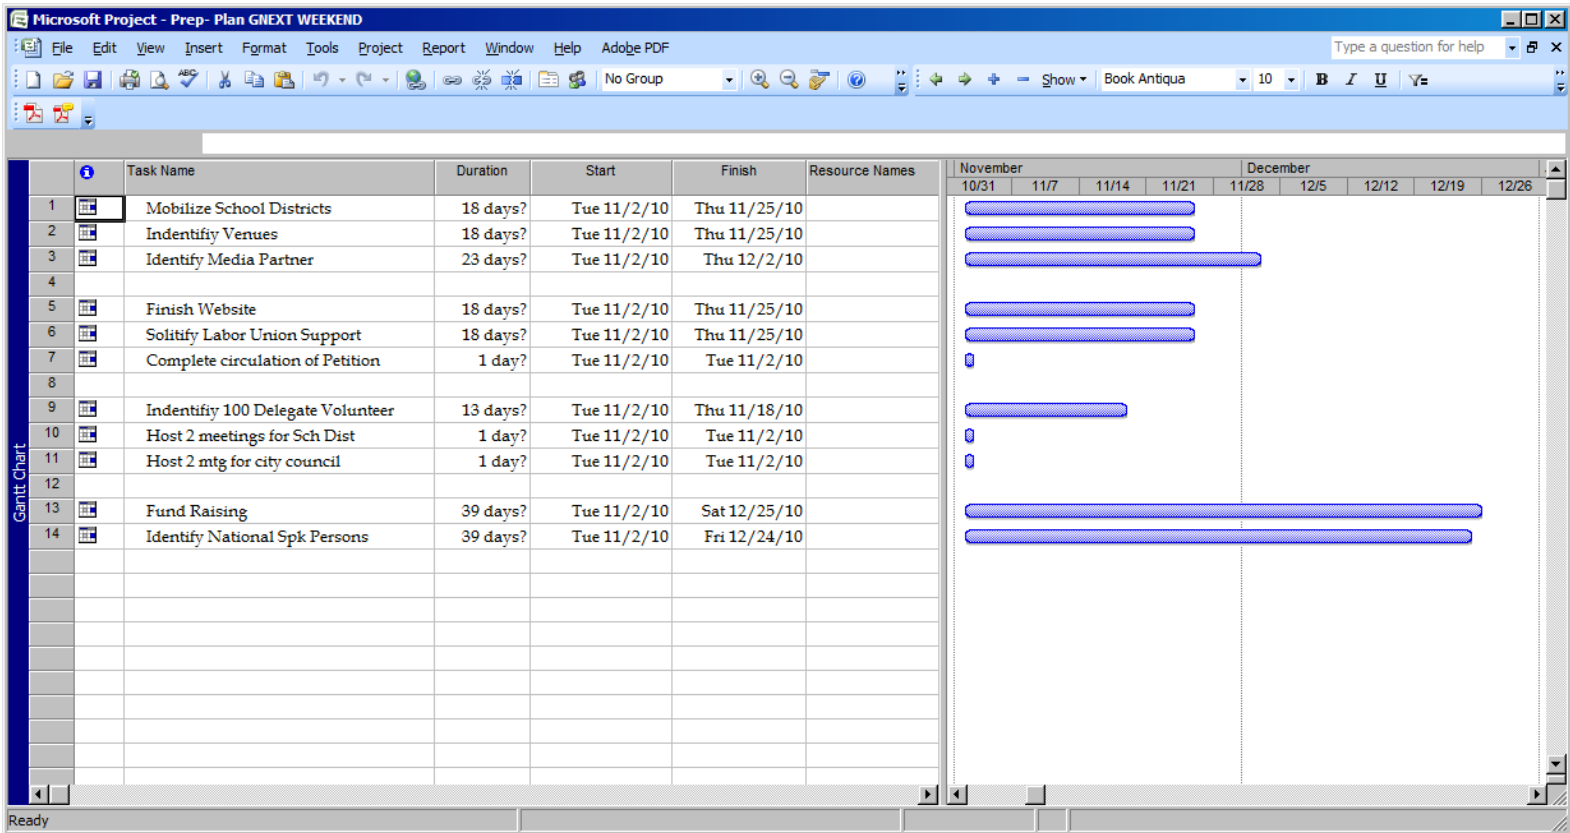 Microsoft Project - Prep- Plan GNEXT WEEKEND
File Edit View Insert Format Tools Project Report Window Help Adobe PDF Type a question for help
ABC No Group Show Book Antiqua 10 B I U
Task Name Duration Start Finish Resource Names November December
10/31 11/7 11/14 11/21 11/28 12/5 12/12 12/19 12/26
1 Mobilize School Districts 18 days? Tue 11/2/10 Thu 11/25/10
2 Indentifiy Venues 18 days? Tue 11/2/10 Thu 11/25/10
3 Identify Media Partner 23 days? Tue 11/2/10 Thu 12/2/10
4
5 Finish Website 18 days? Tue 11/2/10 Thu 11/25/10
6 Solitify Labor Union Support 18 days? Tue 11/2/10 Thu 11/25/10
7 Complete circulation of Petition 1 day? Tue 11/2/10 Tue 11/2/10
8
9 Indentifiy 100 Delegate Volunteer 13 days? Tue 11/2/10 Thu 11/18/10
10 Host 2 meetings for Sch Dist 1 day? Tue 11/2/10 Tue 11/2/10
11 Host 2 mtg for city council 1 day? Tue 11/2/10 Tue 11/2/10
12
13 Fund Raising 39 days? Tue 11/2/10 Sat 12/25/10
14 Identify National Spk Persons 39 days? Tue 11/2/10 Fri 12/24/10
Gantt Chart
Ready